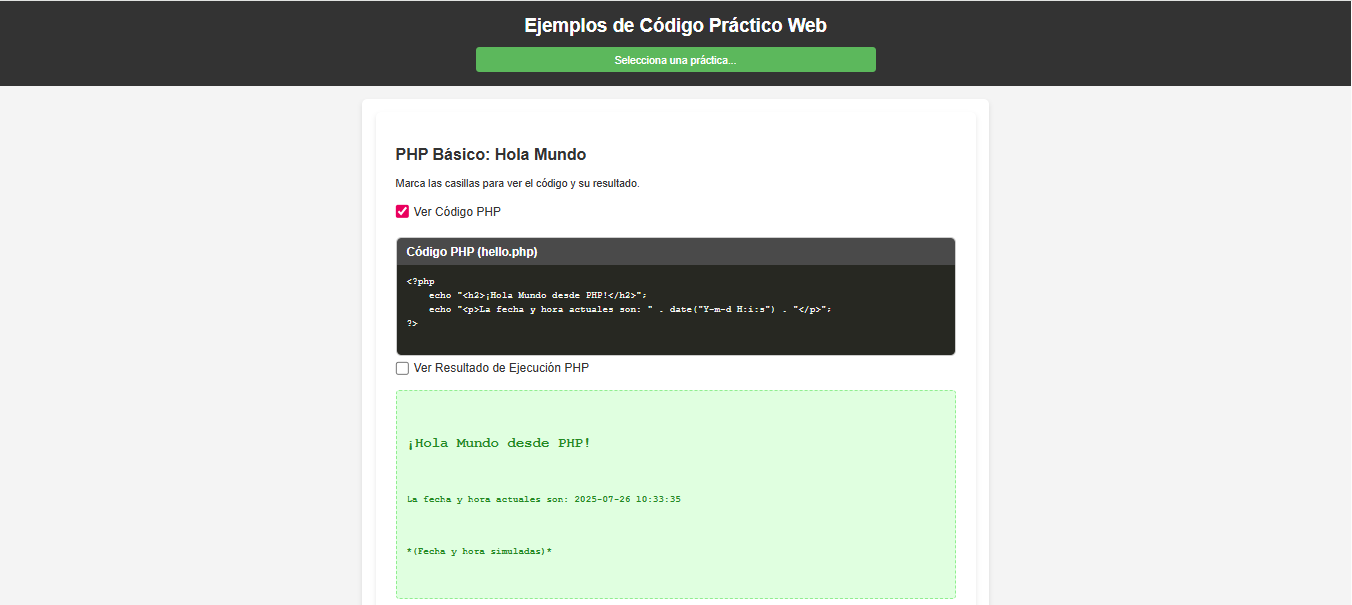 Ejemplos de Código Práctico Web
Selecciona una práctica...
PHP Básico: Hola Mundo
Marca las casillas para ver el código y su resultado.
Ver Código PHP
Código PHP (hello.php)
<?php
    echo "<h2>¡Hola Mundo desde PHP!</h2>";
    echo "<p>La fecha y hora actuales son: " . date("Y-m-d H:i:s") . "</p>";
?>
Ver Resultado de Ejecución PHP
¡Hola Mundo desde PHP!
La fecha y hora actuales son: 2025-07-26 10:33:35
*(Fecha y hora simuladas)*